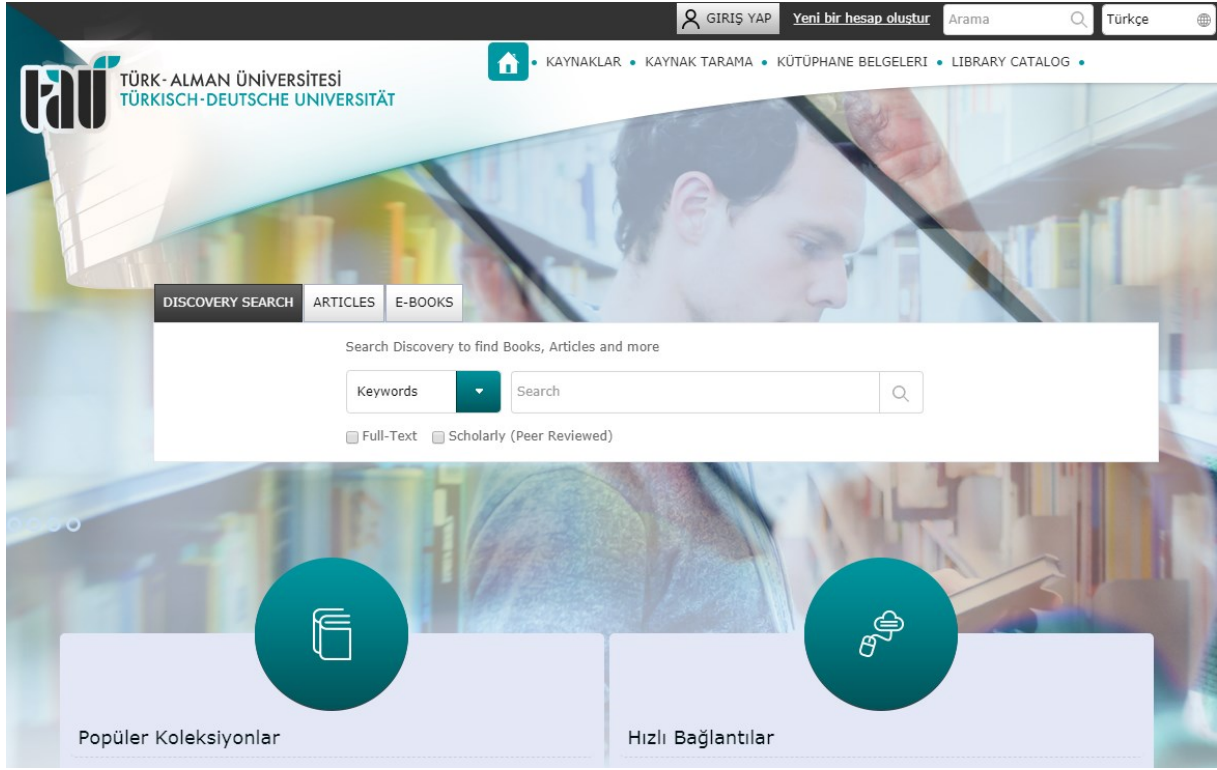 GIRIŞ YAP Yeni bir hesap oluştur Arama Türkçe
• KAYNAKLAR • KAYNAK TARAMA • KÜTÜPHANE BELGELERI • LIBRARY CATALOG •
tau
TÜRK-ALMAN ÜNİVERSİTESİ
TÜRKISCH-DEUTSCHE UNIVERSITÄT
DISCOVERY SEARCH ARTICLES E-BOOKS
Search Discovery to find Books, Articles and more
Keywords Search
Full-Text Scholarly (Peer Reviewed)
Popüler Koleksiyonlar Hızlı Bağlantılar